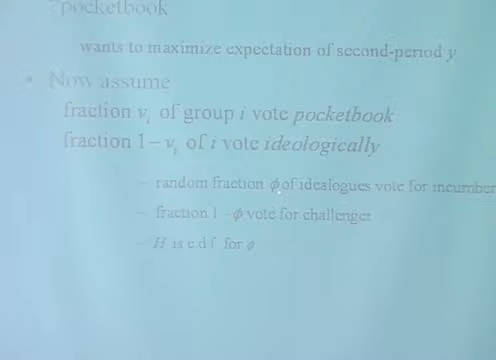 ?pocketbook
wants to maximize expectation of second-period y
• Now assume
fraction vᵢ of group i vote pocketbook
fraction 1 – vᵢ of i vote ideologically
– random fraction ϕ of idealogues vote for incumber
– fraction 1 – ϕ vote for challenger
– H is c.d.f. for ϕ